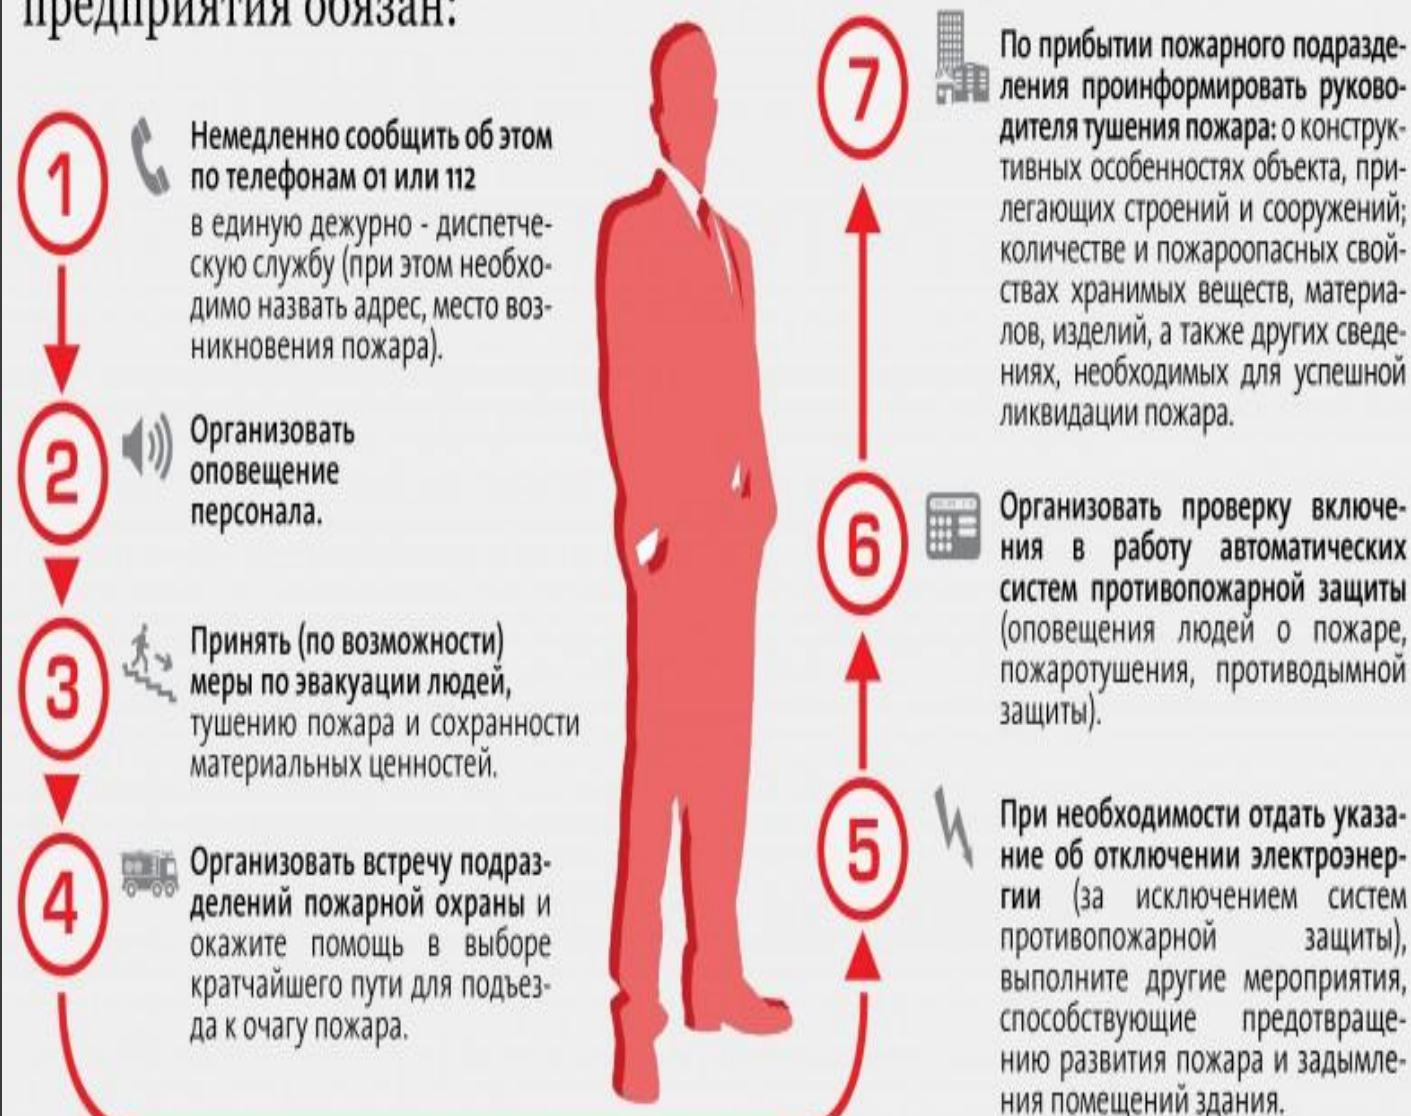 предприятия обязан:
1
Немедленно сообщить об этом
по телефонам 01 или 112
в единую дежурно - диспетче-
скую службу (при этом необхо-
димо назвать адрес, место воз-
никновения пожара).
2
Организовать
оповещение
персонала.
3
Принять (по возможности)
меры по эвакуации людей,
тушению пожара и сохранности
материальных ценностей.
4
Организовать встречу подраз-
делений пожарной охраны и
окажите помощь в выборе
кратчайшего пути для подъез-
да к очагу пожара.
5
При необходимости отдать указа-
ние об отключении электроэнер-
гии (за исключением систем
противопожарной защиты),
выполните другие мероприятия,
способствующие предотвраще-
нию развития пожара и задымле-
ния помещений здания.
6
Организовать проверку включе-
ния в работу автоматических
систем противопожарной защиты
(оповещения людей о пожаре,
пожаротушения, противодымной
защиты).
7
По прибытии пожарного подразде-
ления проинформировать руково-
дителя тушения пожара: о конструк-
тивных особенностях объекта, при-
легающих строений и сооружений;
количестве и пожароопасных свой-
ствах хранимых веществ, материа-
лов, изделий, а также других сведе-
ниях, необходимых для успешной
ликвидации пожара.